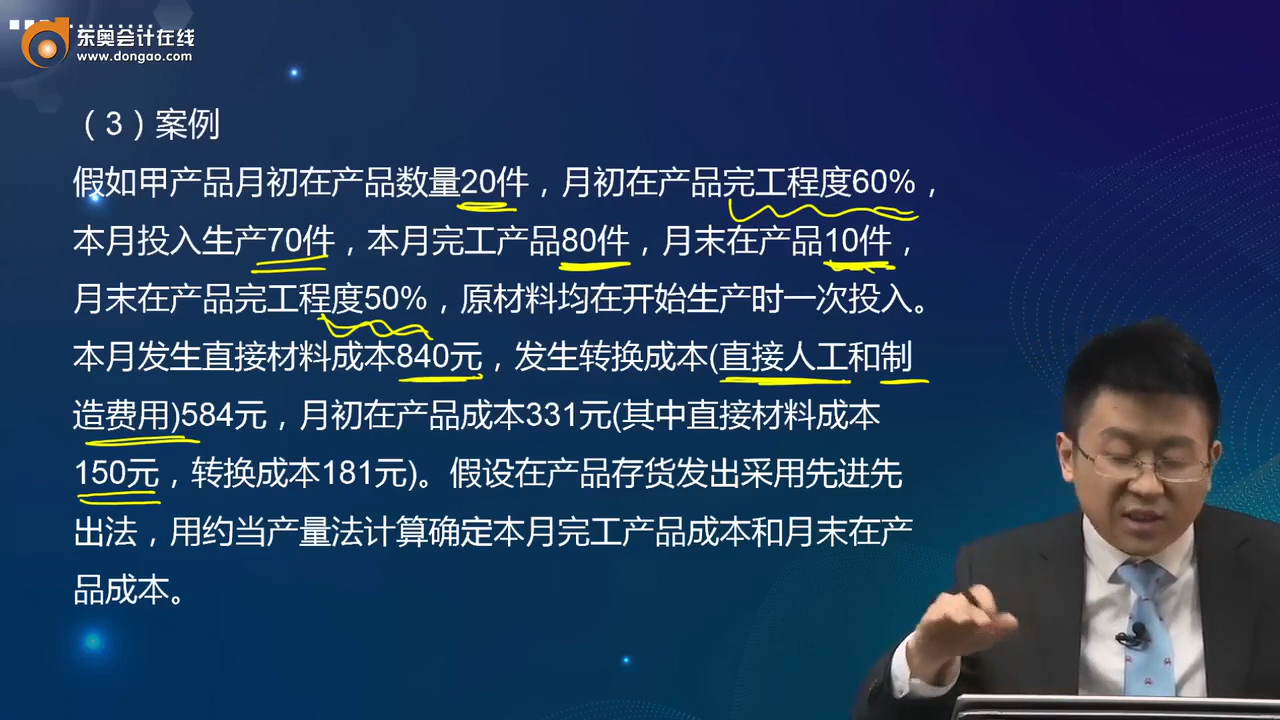 东奥会计在线
www.dongao.com
（3）案例
假如甲产品月初在产品数量20件，月初在产品完工程度60%，
本月投入生产70件，本月完工产品80件，月末在产品10件，
月末在产品完工程度50%，原材料均在开始生产时一次投入。
本月发生直接材料成本840元，发生转换成本(直接人工和制
造费用)584元，月初在产品成本331元(其中直接材料成本
150元，转换成本181元)。假设在产品存货发出采用先进先
出法，用约当产量法计算确定本月完工产品成本和月末在产
品成本。